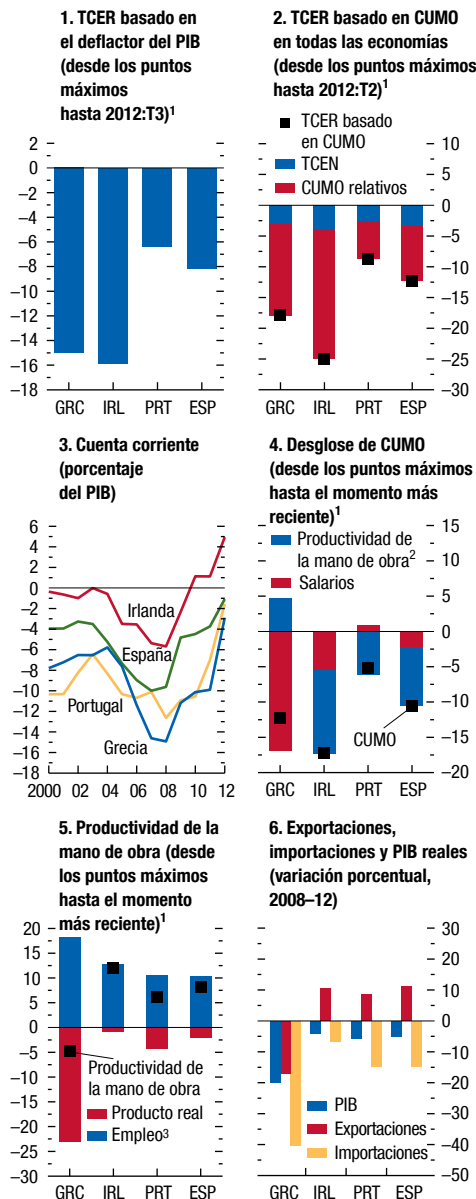 1. TCER basado en
el deflactor del PIB
(desde los puntos
máximos
hasta 2012:T3)¹
2
0
–2
–4
–6
–8
–10
–12
–14
–16
–18
GRC IRL PRT ESP
2. TCER basado en CUMO
en todas las economías
(desde los puntos máximos
hasta 2012:T2)¹
TCER basado
en CUMO
TCEN
CUMO relativos
10
5
0
–5
–10
–15
–20
–25
–30
GRC IRL PRT ESP
3. Cuenta corriente
(porcentaje
del PIB)
6
4
2
0
–2
–4
–6
–8
–10
–12
–14
–16
–18
Irlanda
España
Portugal
Grecia
2000 02 04 06 08 10 12
4. Desglose de CUMO
(desde los puntos máximos
hasta el momento más
reciente)¹
Productividad de
la mano de obra²
Salarios
15
10
5
0
–5
–10
–15
–20
CUMO
GRC IRL PRT ESP
5. Productividad de la
mano de obra (desde
los puntos máximos
hasta el momento
más reciente)¹
20
15
10
5
0
–5
–10
–15
–20
–25
–30
Productividad de
la mano de obra
Producto real
Empleo³
GRC IRL PRT ESP
6. Exportaciones,
importaciones y PIB reales
(variación porcentual,
2008–12)
30
20
10
0
–10
–20
–30
–40
–50
PIB
Exportaciones
Importaciones
GRC IRL PRT ESP